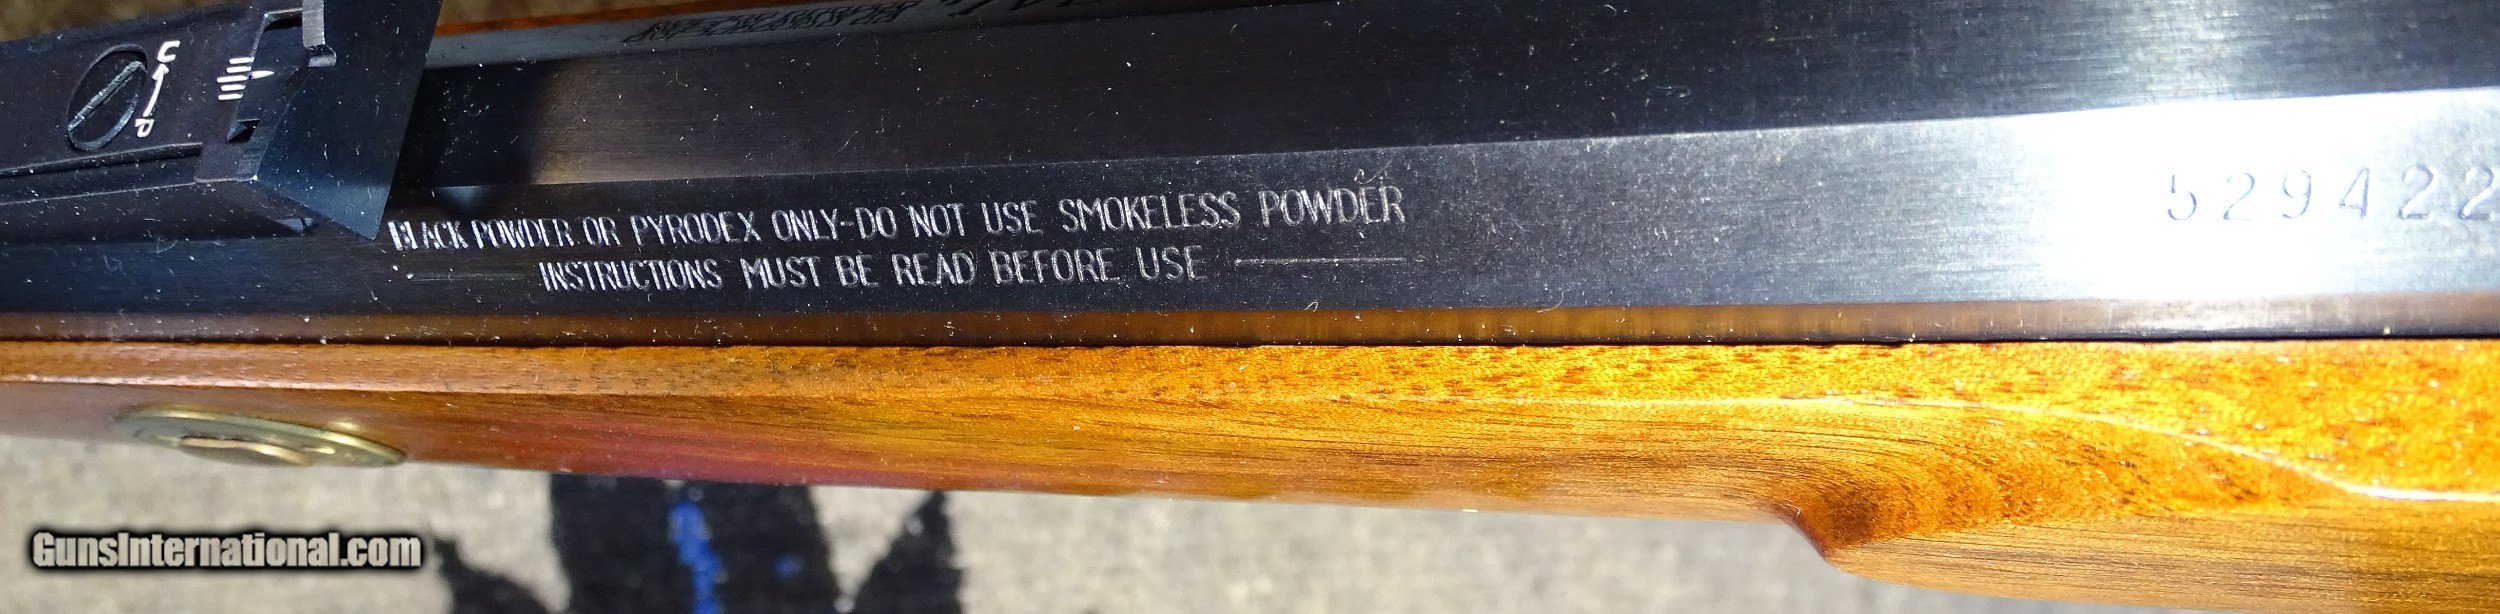 U
P
BLACK POWDER OR PYRODEX ONLY-DO NOT USE SMOKELESS POWDER
INSTRUCTIONS MUST BE READ BEFORE USE
529422
GunsInternational.com